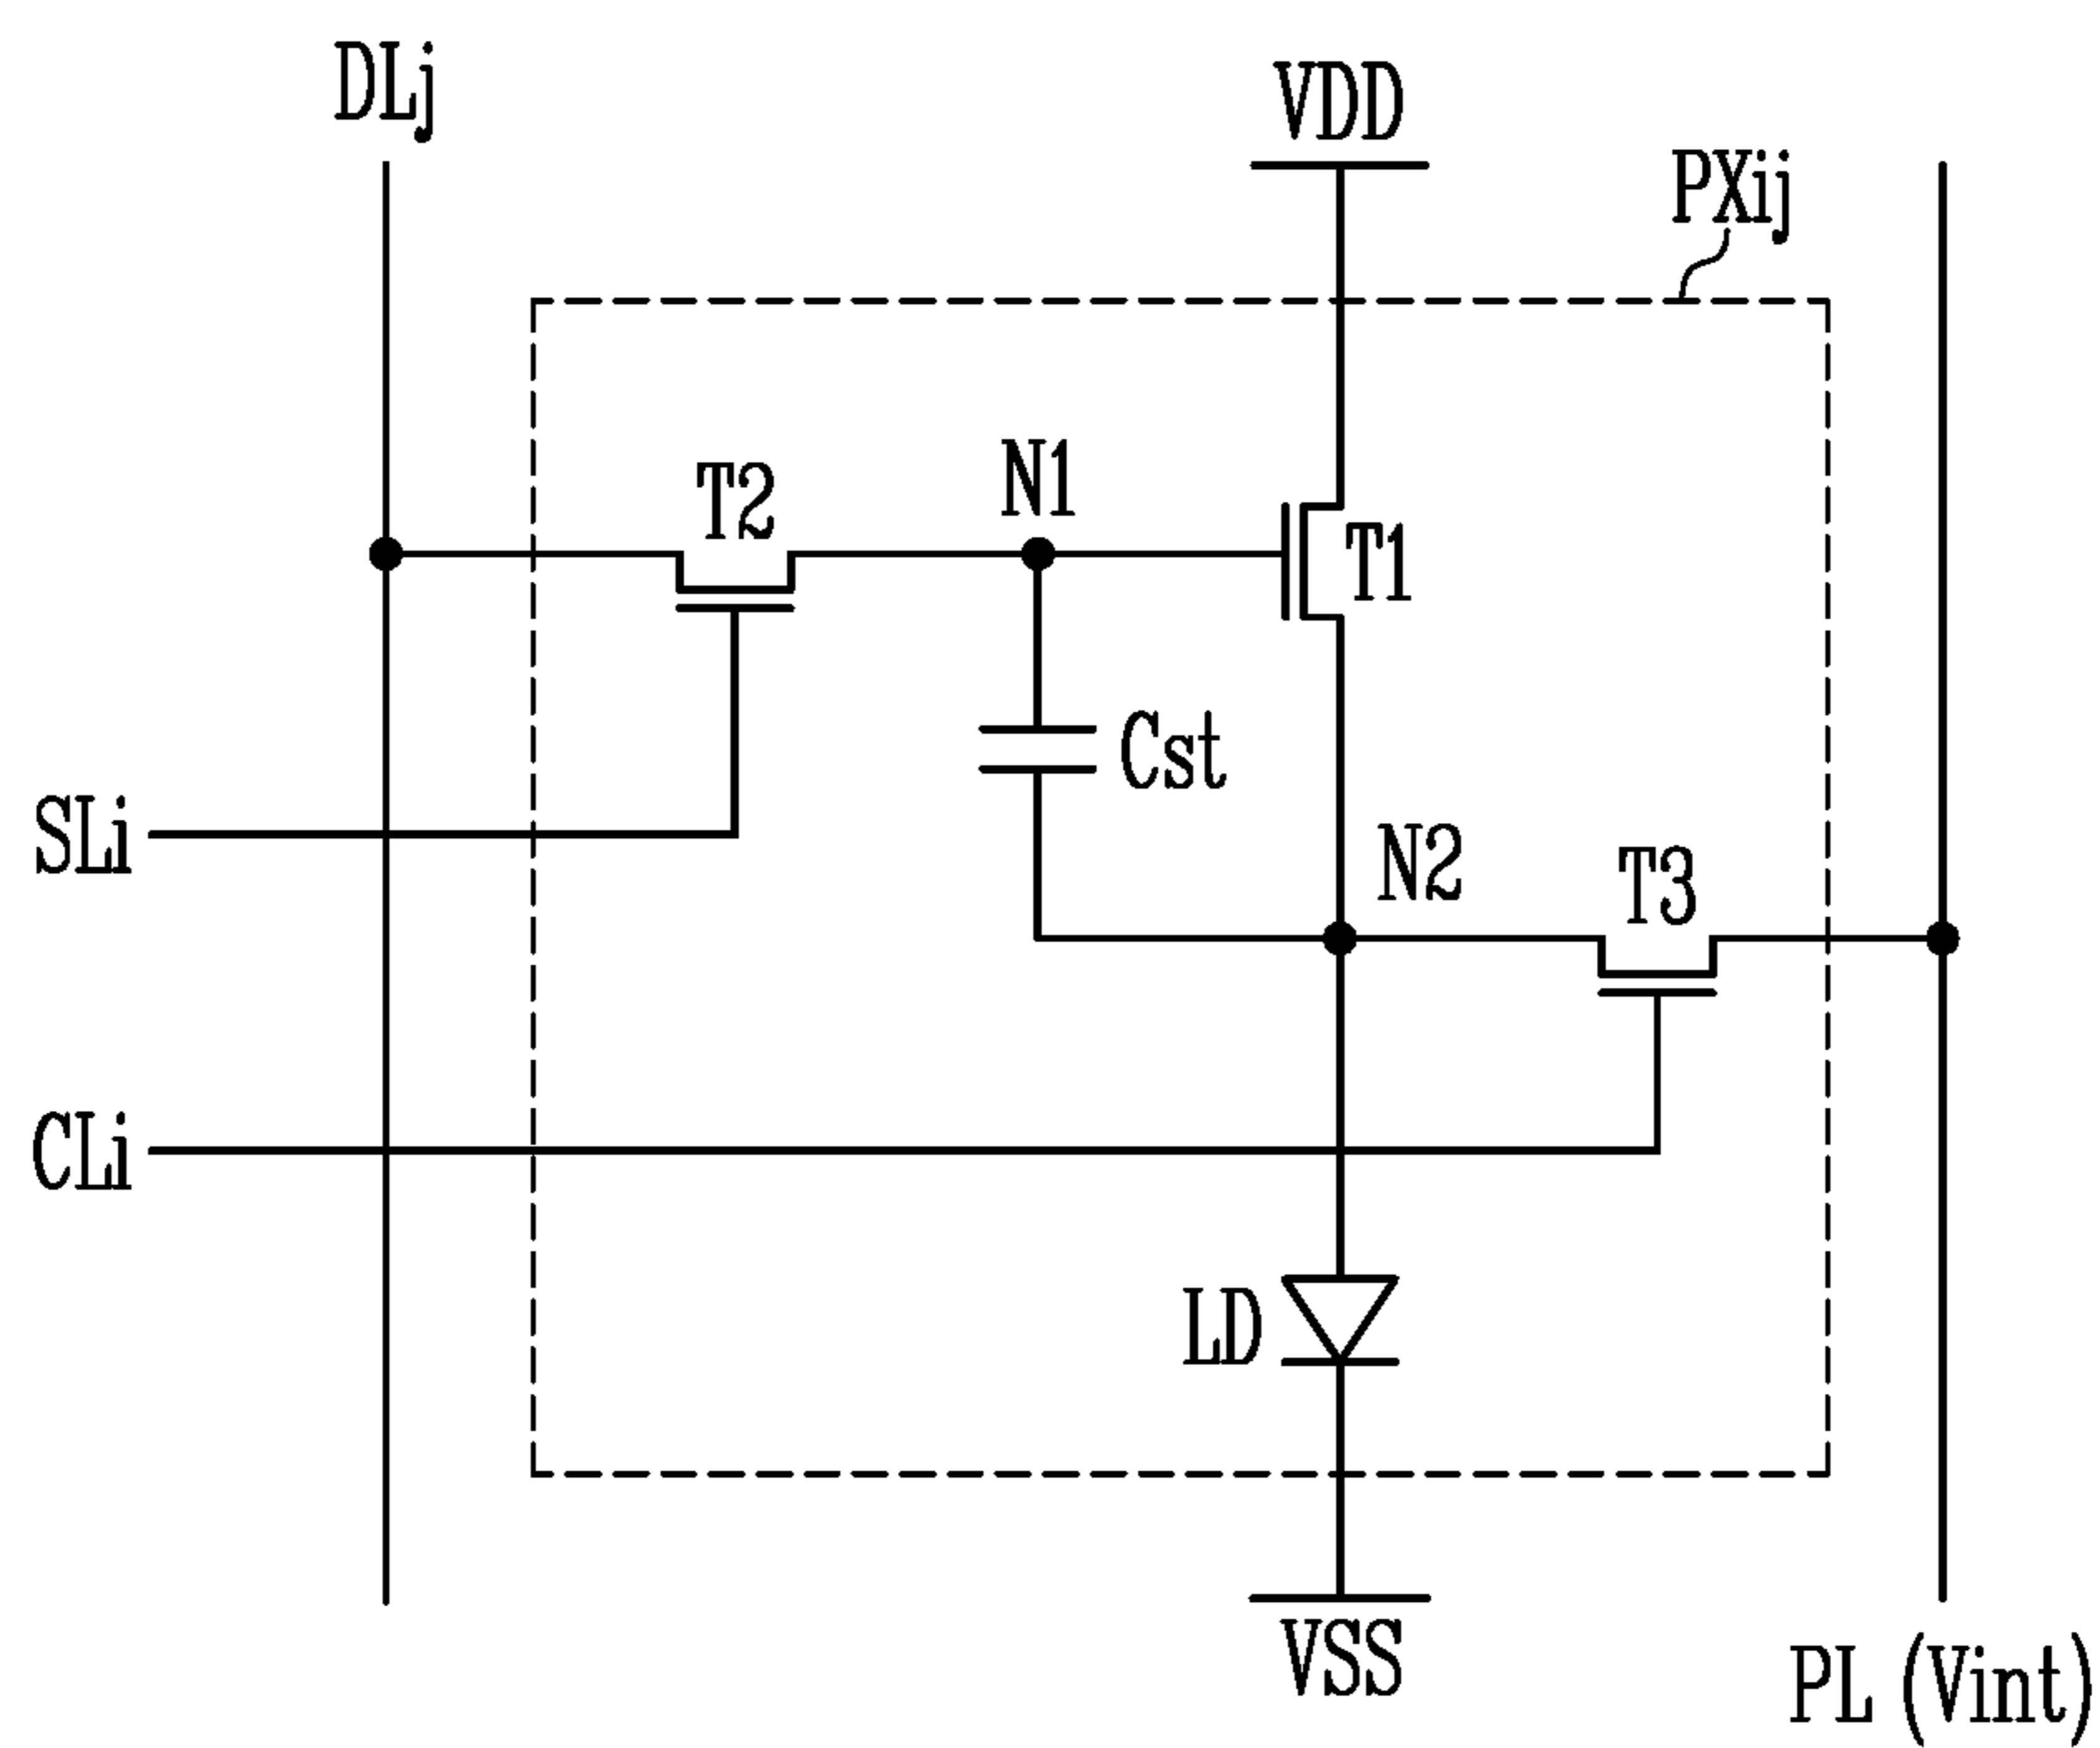 DLj
VDD
PXij
T2
N1
T1
Cst
SLi
N2
T3
CLi
LD
VSS
PL (Vint)